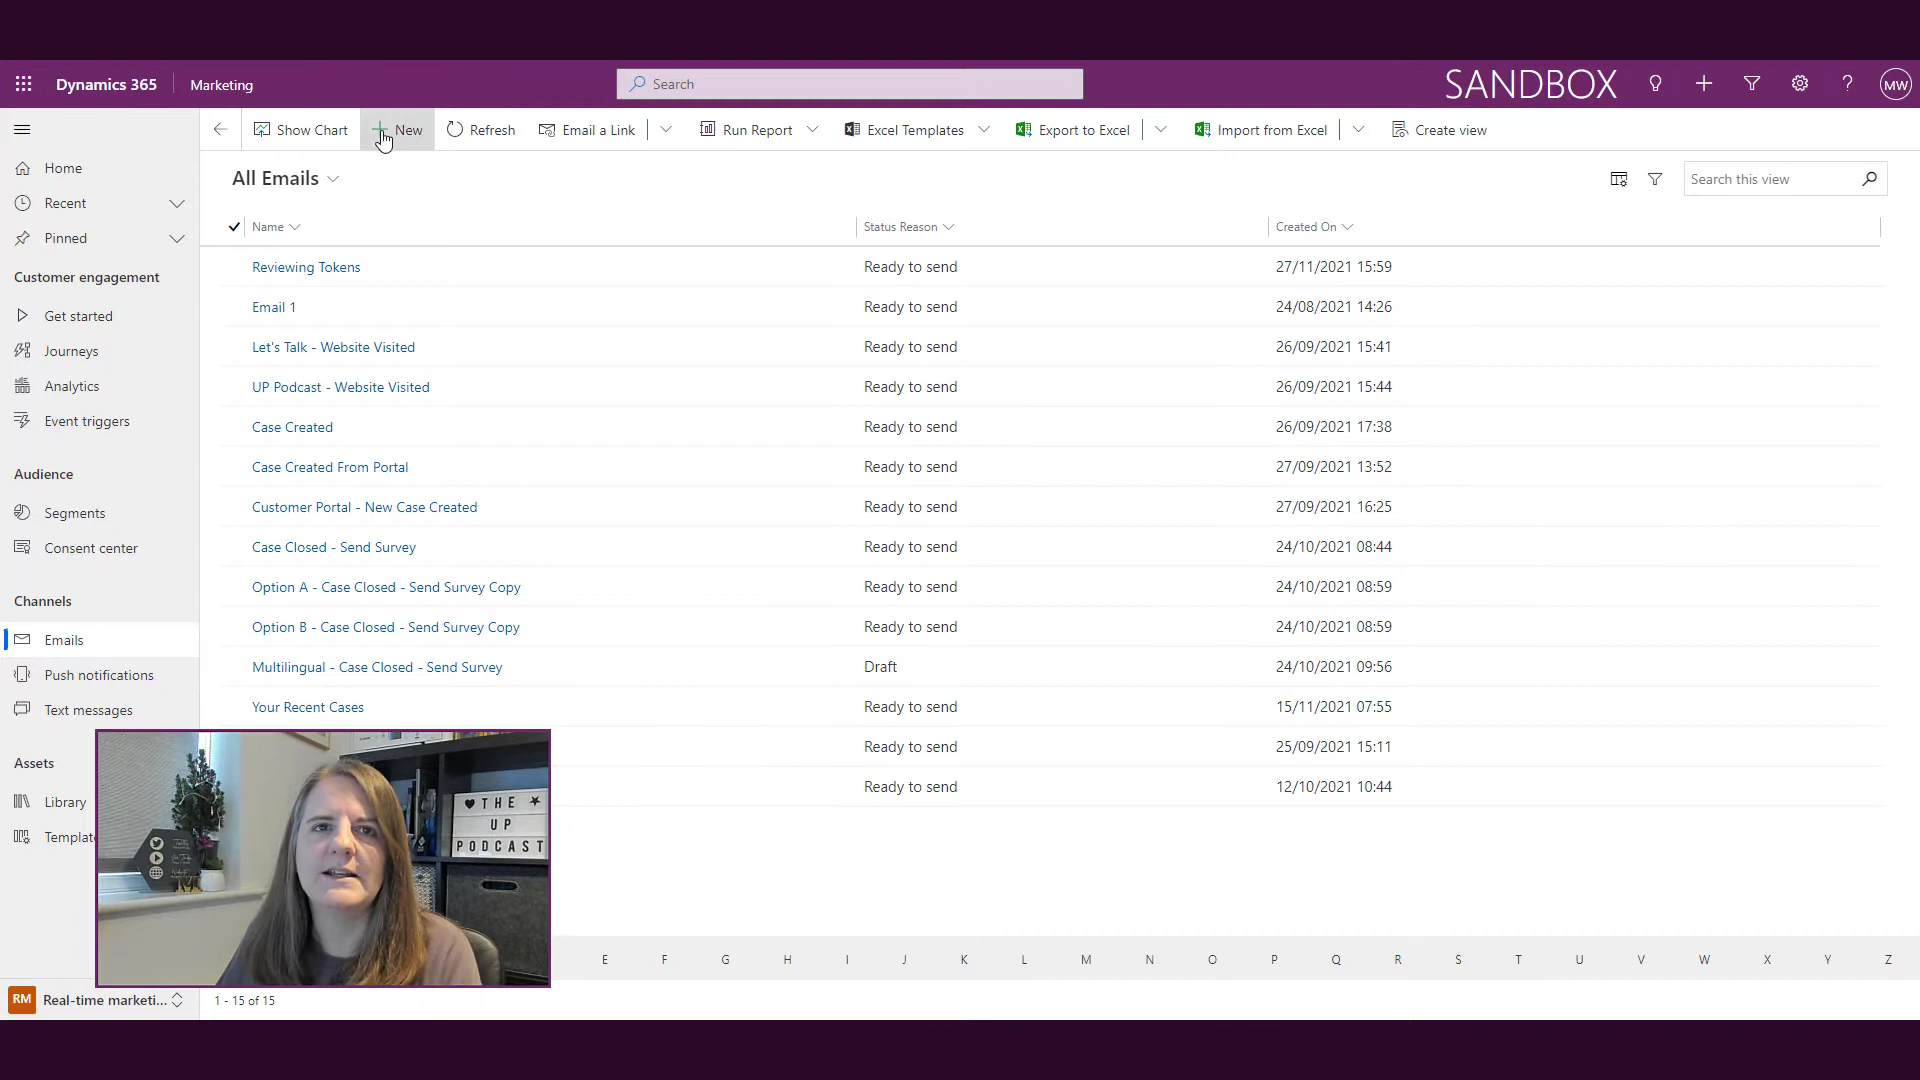 Dynamics 365 Marketing Search SANDBOX MW
Show Chart New Refresh Email a Link Run Report Excel Templates Export to Excel Import from Excel Create view
Home
Recent
Pinned
Customer engagement
Get started
Journeys
Analytics
Event triggers
Audience
Segments
Consent center
Channels
Emails
Push notifications
Text messages
Assets
Library
Templat
RM Real-time marketi...
All Emails Search this view
Name Status Reason Created On
Reviewing Tokens Ready to send 27/11/2021 15:59
Email 1 Ready to send 24/08/2021 14:26
Let's Talk - Website Visited Ready to send 26/09/2021 15:41
UP Podcast - Website Visited Ready to send 26/09/2021 15:44
Case Created Ready to send 26/09/2021 17:38
Case Created From Portal Ready to send 27/09/2021 13:52
Customer Portal - New Case Created Ready to send 27/09/2021 16:25
Case Closed - Send Survey Ready to send 24/10/2021 08:44
Option A - Case Closed - Send Survey Copy Ready to send 24/10/2021 08:59
Option B - Case Closed - Send Survey Copy Ready to send 24/10/2021 08:59
Multilingual - Case Closed - Send Survey Draft 24/10/2021 09:56
Your Recent Cases Ready to send 15/11/2021 07:55
Ready to send 25/09/2021 15:11
Ready to send 12/10/2021 10:44
THE
UP
PODCAST
E F G H I J K L M N O P Q R S T U V W X Y Z
1 - 15 of 15